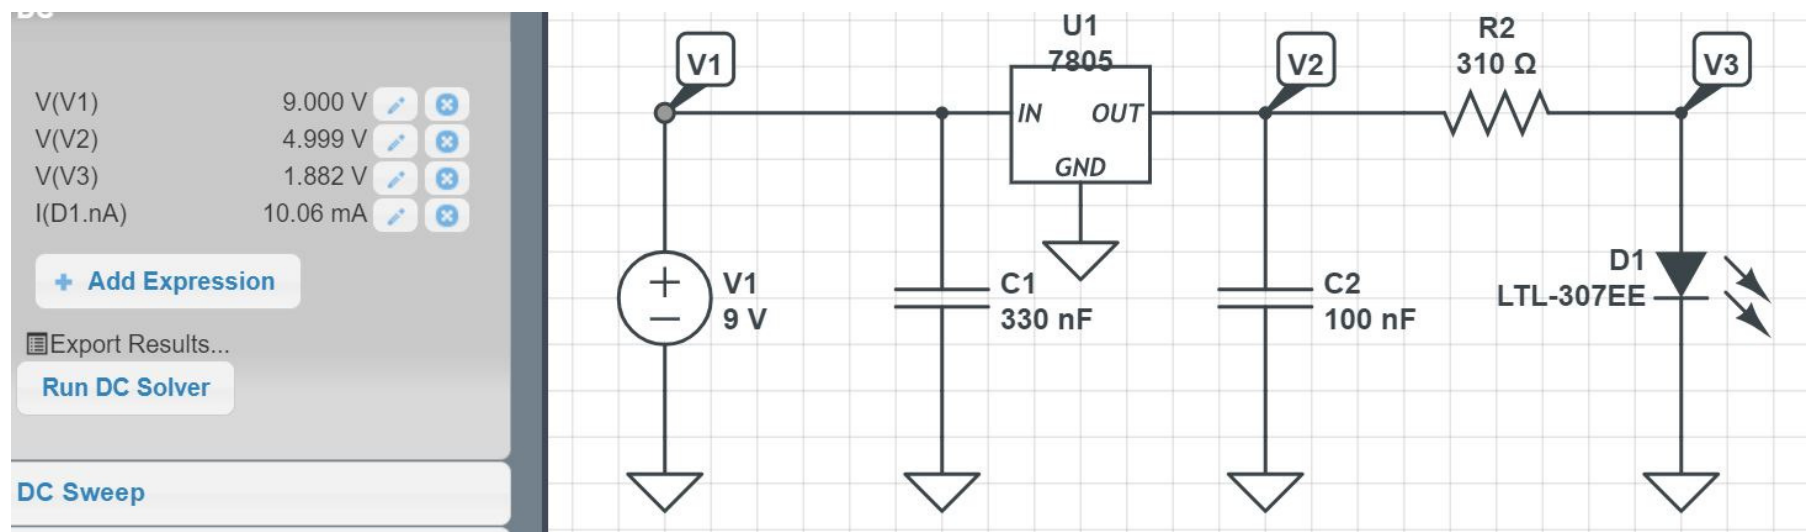 DC
V(V1) 9.000 V
V(V2) 4.999 V
V(V3) 1.882 V
I(D1.nA) 10.06 mA
+ Add Expression
Export Results...
Run DC Solver
DC Sweep
V1
U1
7805
IN OUT
GND
V2
R2
310 Ω
V3
V1
9 V
C1
330 nF
C2
100 nF
D1
LTL-307EE